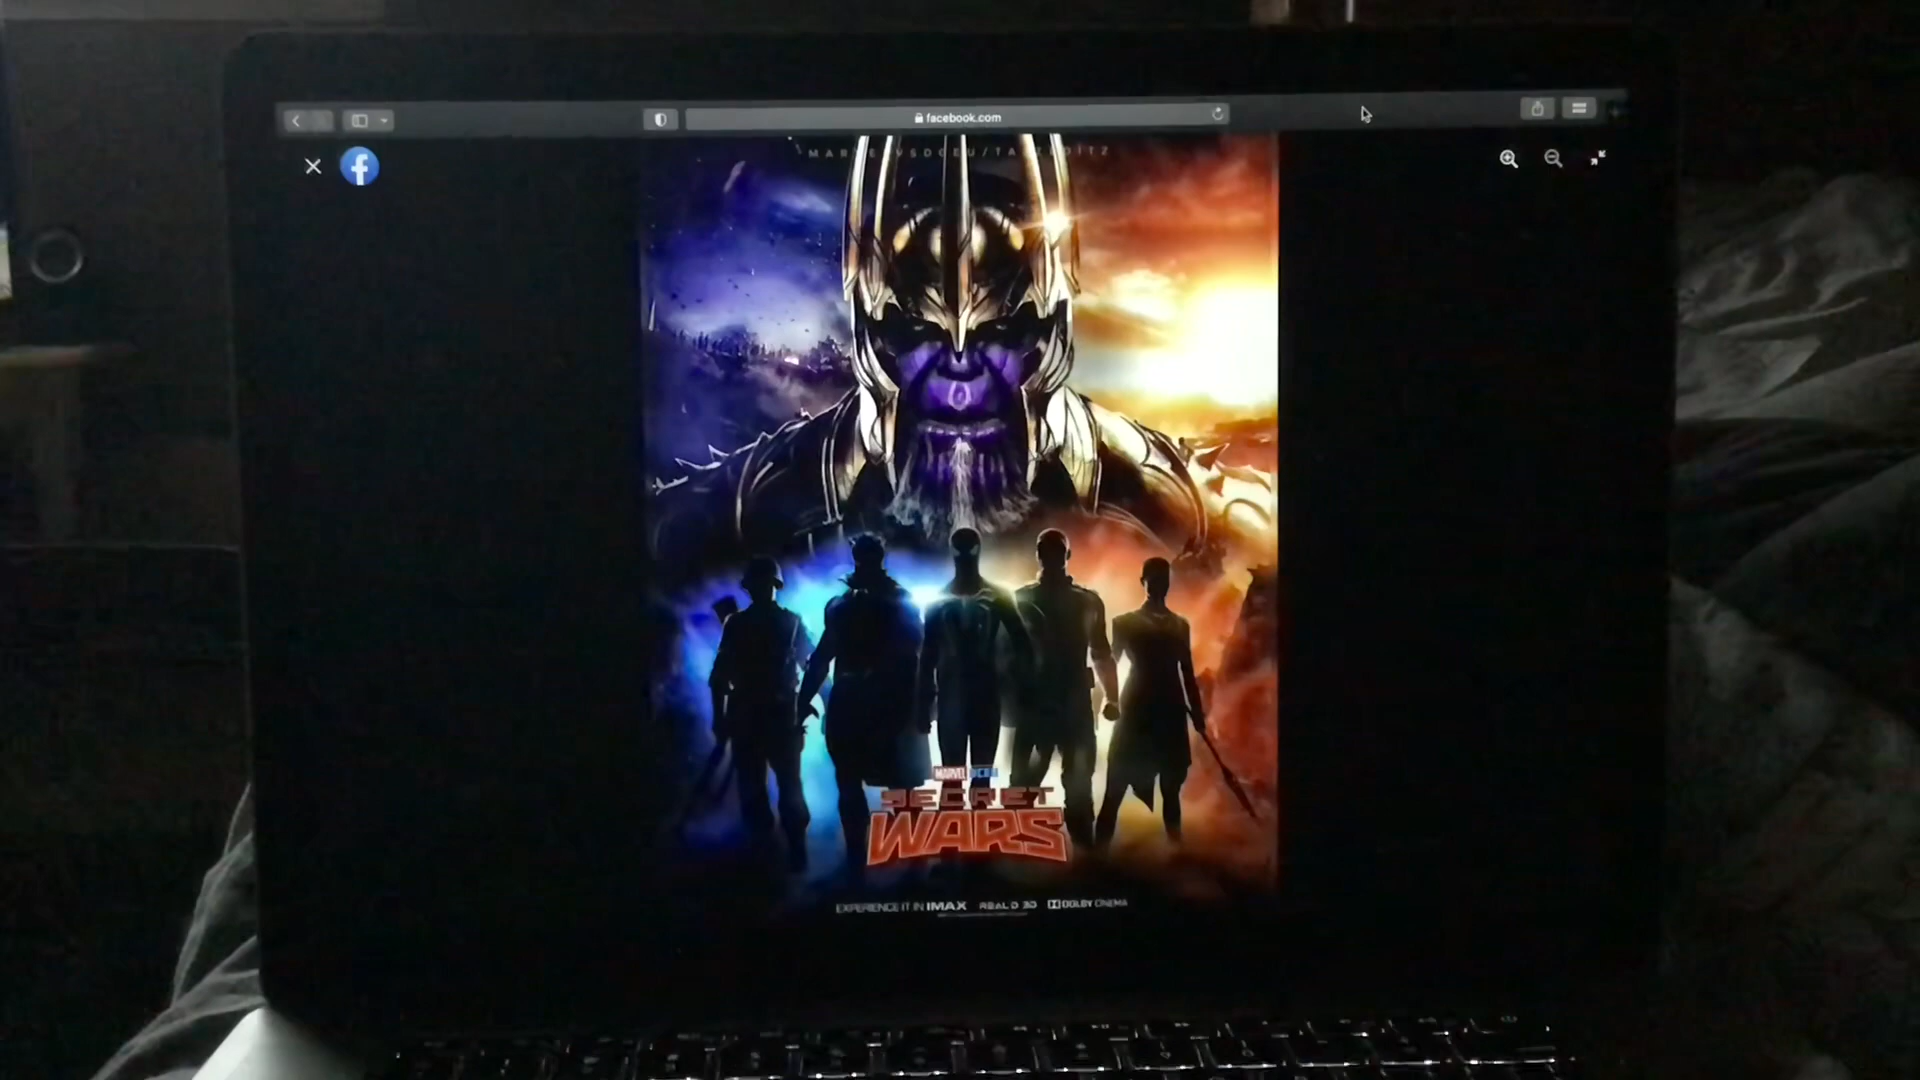 facebook.com
MARVEL
SECRET
WARS
EXPERIENCE IT IN IMAX REAL D 3D DOLBY CINEMA